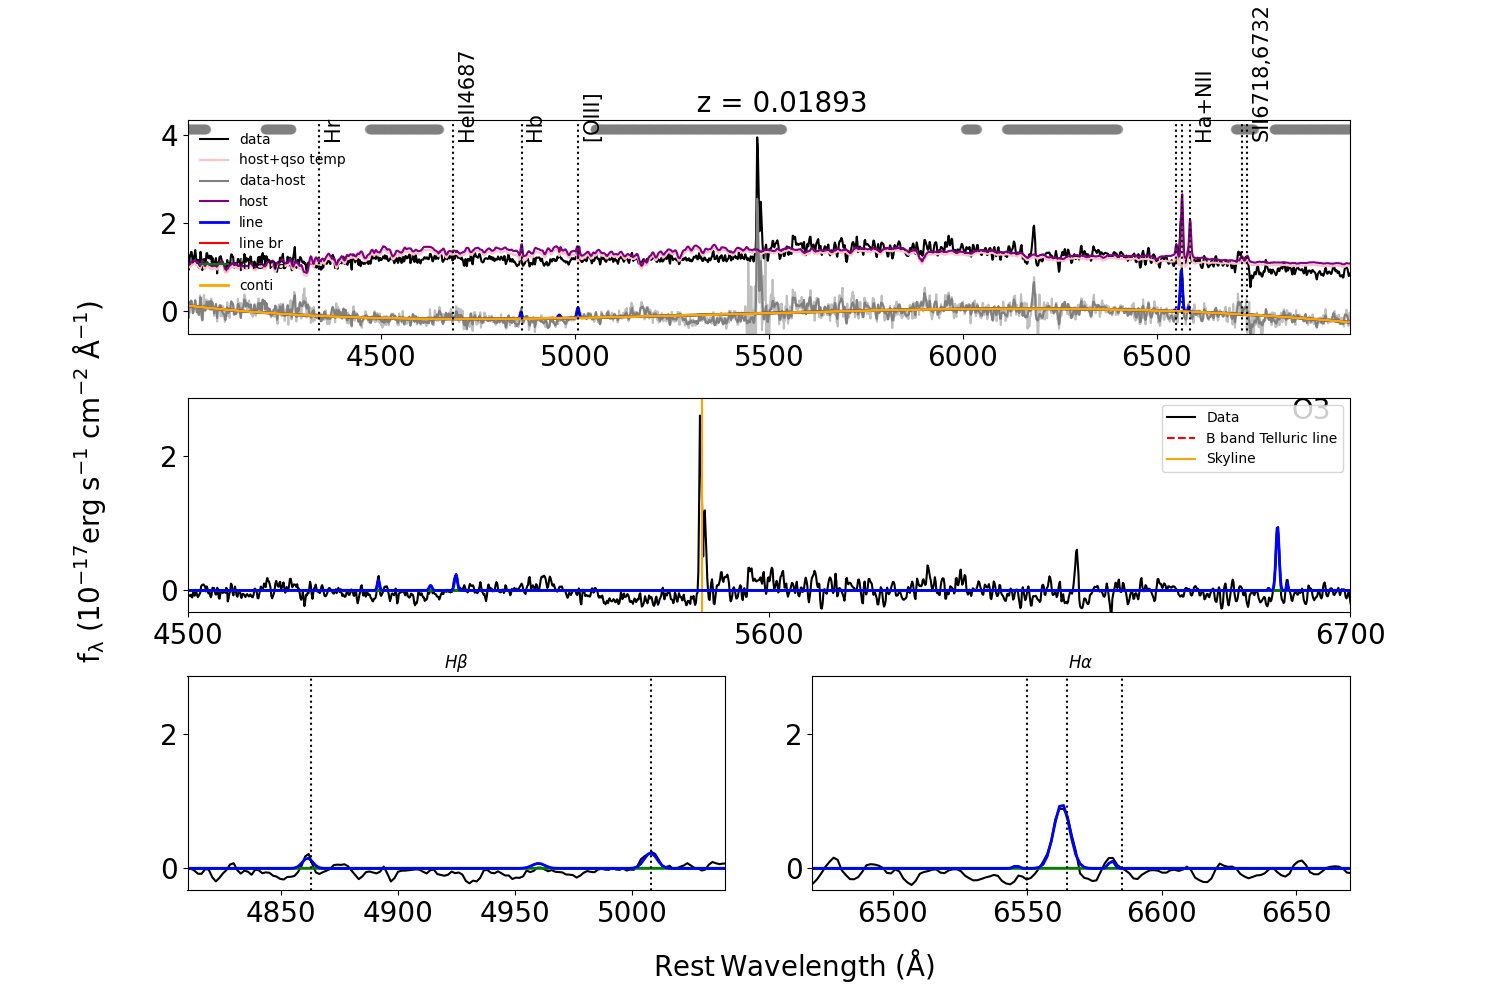 z = 0.01893
Hr
HeII4687
Hb
[OIII]
Ha+NII
SII6718,6732
data
host+qso temp
data-host
host
line
line br
conti
4
2
0
4500
5000
5500
6000
6500
O3
Data
B band Telluric line
Skyline
2
0
4500
5600
6700
fλ (10⁻¹⁷erg s⁻¹ cm⁻² Å⁻¹)
Hβ
2
0
4850
4900
4950
5000
Hα
2
0
6500
6550
6600
6650
Rest Wavelength (Å)